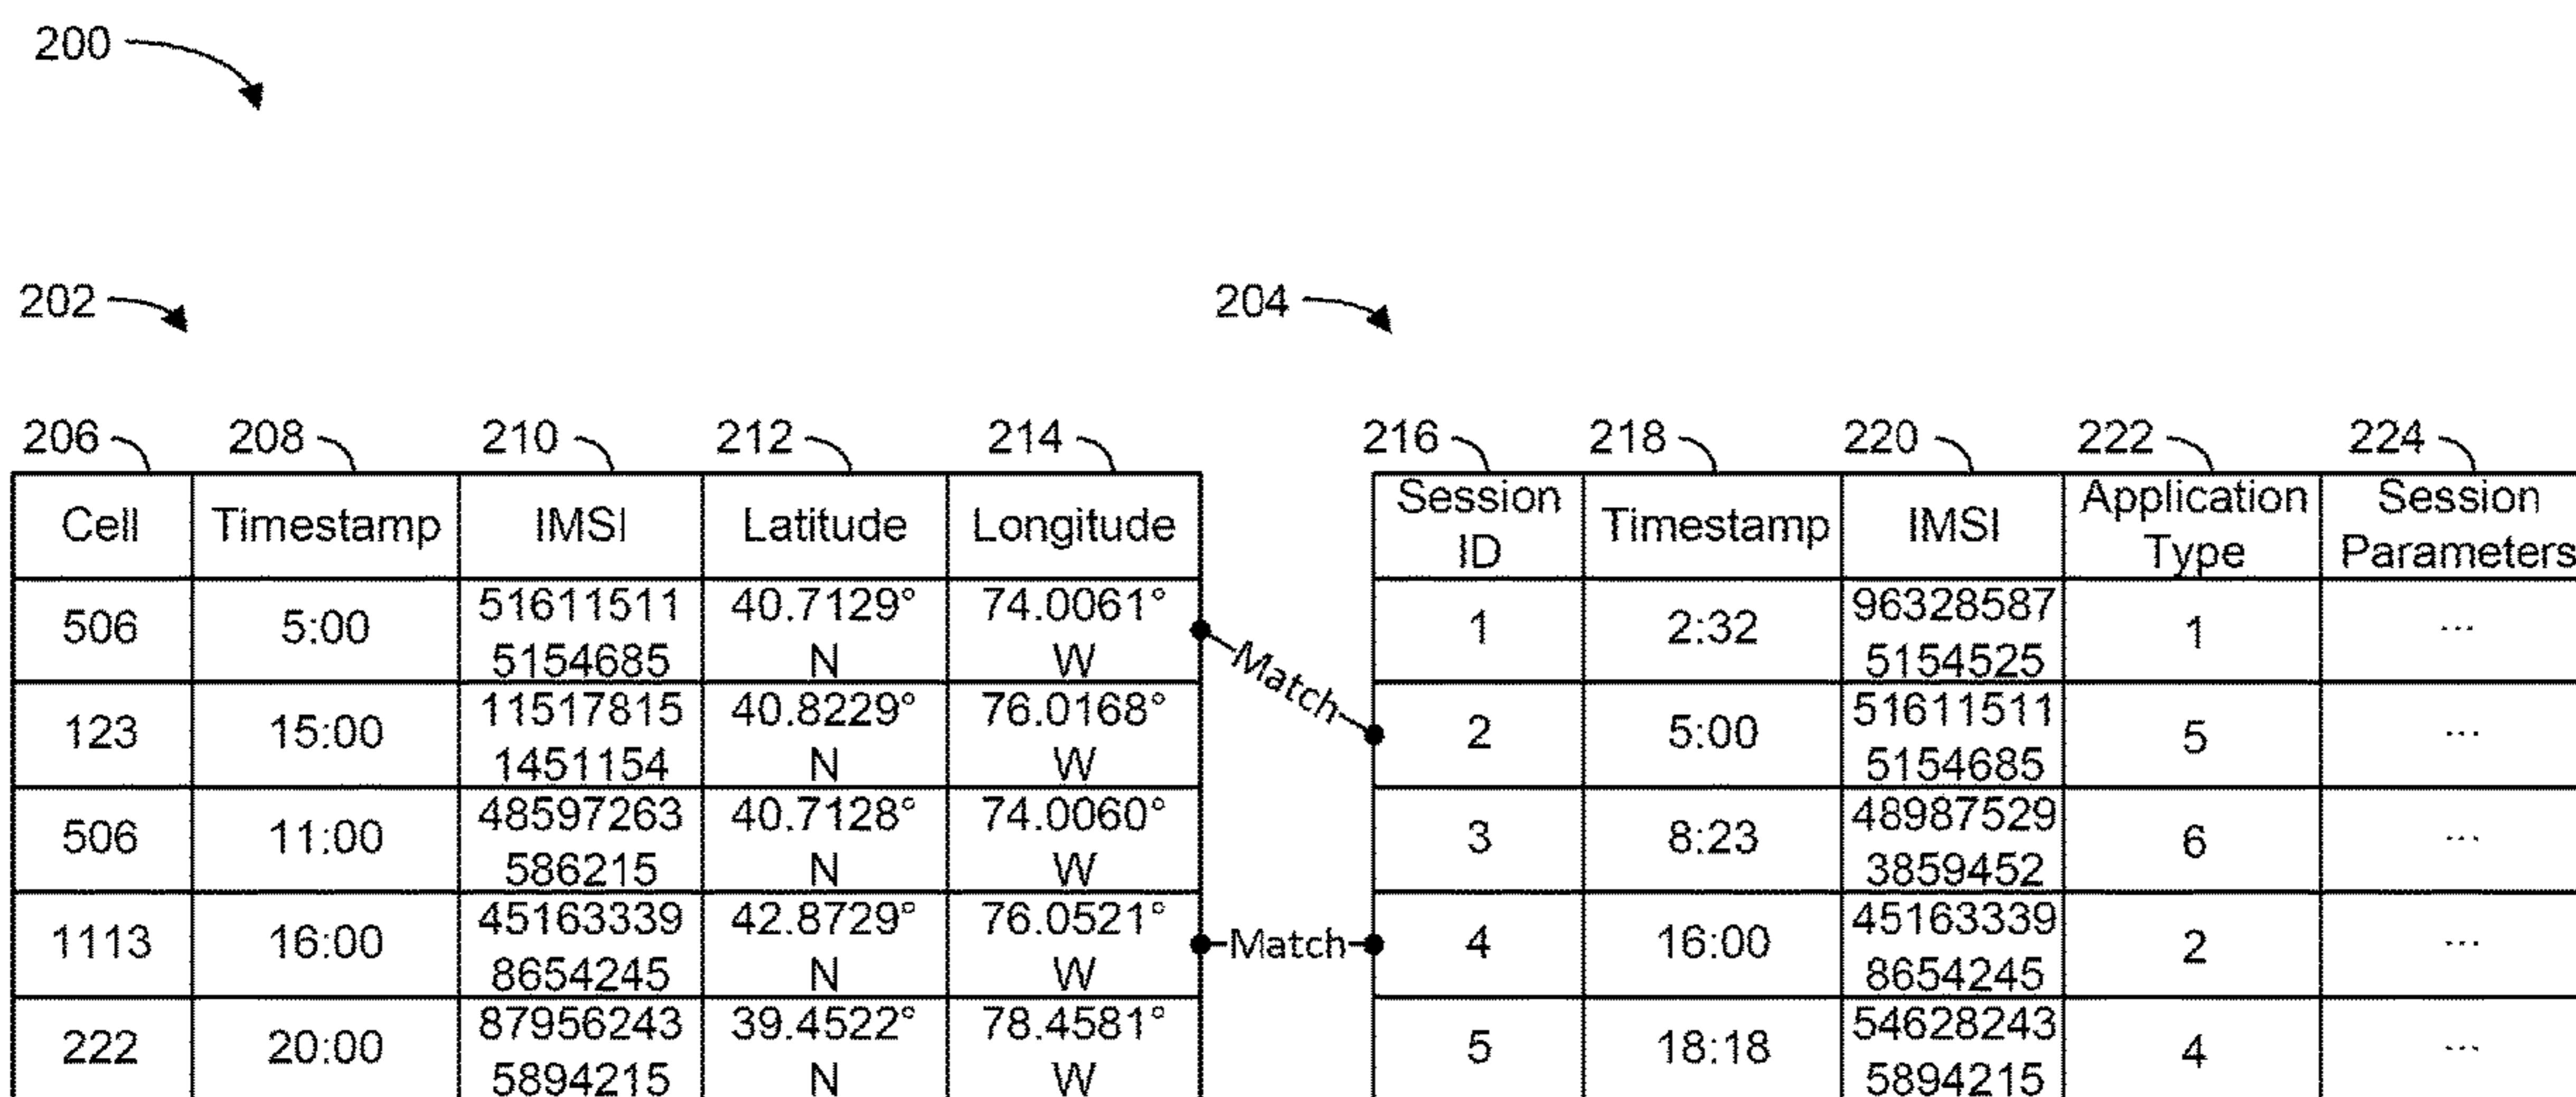 200
202
204
206 208 210 212 214
216 218 220 222 224
Cell Timestamp IMSI Latitude Longitude
506 5:00 51611511 5154685 40.7129° N 74.0061° W
123 15:00 11517815 1451154 40.8229° N 76.0168° W
506 11:00 48597263 586215 40.7128° N 74.0060° W
1113 16:00 45163339 8654245 42.8729° N 76.0521° W
222 20:00 87956243 5894215 39.4522° N 78.4581° W
Match
Match
Session ID Timestamp IMSI Application Type Session Parameters
1 2:32 96328587 5154525 1 ...
2 5:00 51611511 5154685 5 ...
3 8:23 48987529 3859452 6 ...
4 16:00 45163339 8654245 2 ...
5 18:18 54628243 5894215 4 ...